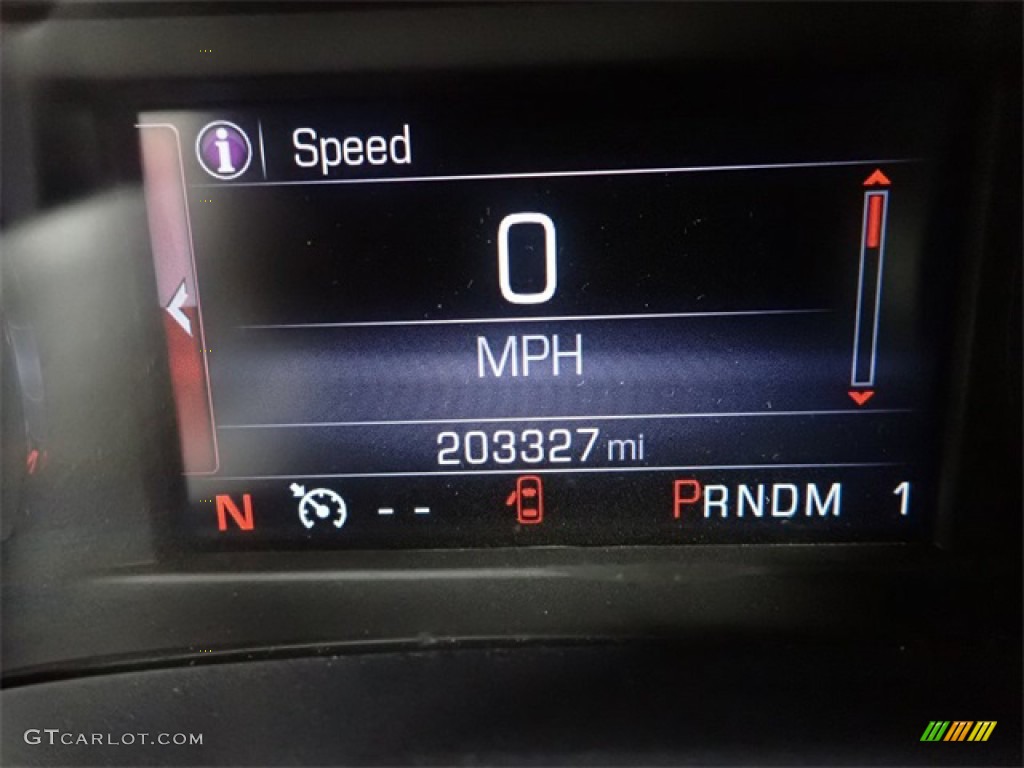 i Speed
0
MPH
203327 mi
N -- PRNDM 1
GTCARLOT.COM